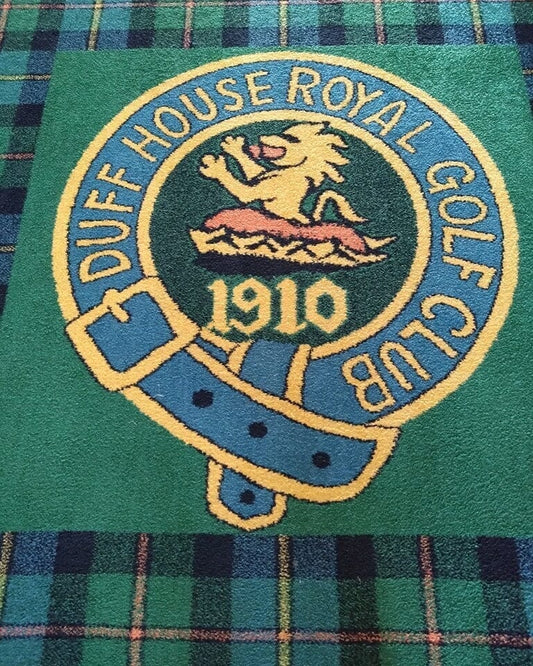 DUFF HOUSE ROYAL GOLF CLUB
1910